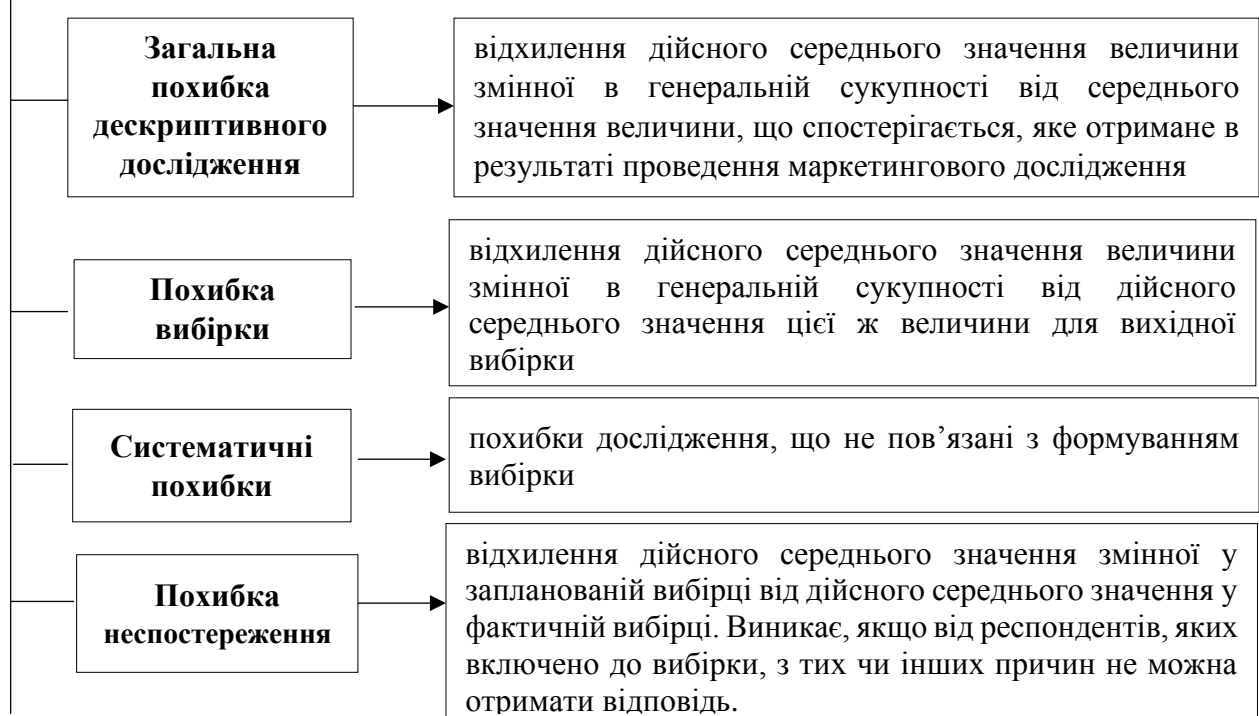 Загальна
похибка
дескриптивного
дослідження
відхилення дійсного середнього значення величини
змінної в генеральній сукупності від середнього
значення величини, що спостерігається, яке отримане в
результаті проведення маркетингового дослідження
Похибка
вибірки
відхилення дійсного середнього значення величини
змінної в генеральній сукупності від дійсного
середнього значення цієї ж величини для вихідної
вибірки
Систематичні
похибки
похибки дослідження, що не пов’язані з формуванням
вибірки
Похибка
неспостереження
відхилення дійсного середнього значення змінної у
запланованій вибірці від дійсного середнього значення у
фактичній вибірці. Виникає, якщо від респондентів, яких
включено до вибірки, з тих чи інших причин не можна
отримати відповідь.